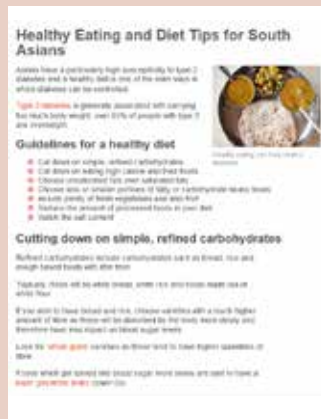 Healthy Eating and Diet Tips for South
Asians
Asians have a particularly high susceptibility to type 2
diabetes and a healthy diet is one of the main ways in
which diabetes can be controlled.
Type 2 diabetes is generally associated with carrying
too much body weight, over 80% of people with type 2
are overweight.
Healthy eating can help
diabetes
Guidelines for a healthy diet
Cut down on simple, refined carbohydrates
Cut down on eating high calorie and fried foods
Choose unsaturated fats over saturated fats
Choose less or smaller portions of fatty or carbohydrate heavy foods
Include plenty of fresh vegetables and also fruit
Reduce the amount of processed foods in your diet
Watch the salt content
Cutting down on simple, refined carbohydrates
Refined carbohydrates include carbohydrates such as bread, rice and
dough based foods with
Typically, these will be white bread, white rice and foods made out of
white flour.
If you wish to have bread and rice, choose varieties with a much higher
amount of fibre as these will be absorbed by the body more slowly and
therefore have less impact on blood sugar levels.
Look for whole grain varieties as these tend to have higher quantities of
fibre.
Foods which get turned into blood sugar more slowly are said to have a
lower glycemic index